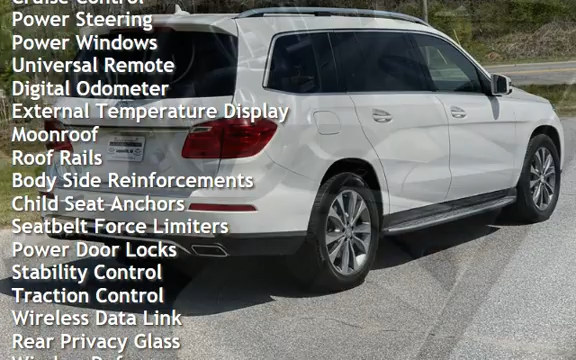 Cruise Control
Power Steering
Power Windows
Universal Remote
Digital Odometer
External Temperature Display
Moonroof
Roof Rails
Body Side Reinforcements
Child Seat Anchors
Seatbelt Force Limiters
Power Door Locks
Stability Control
Traction Control
Wireless Data Link
Rear Privacy Glass